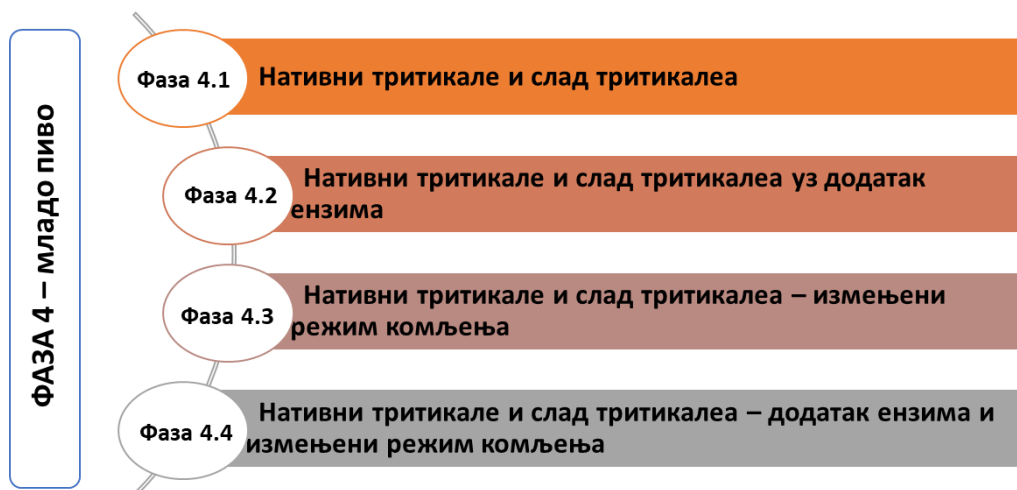 ФАЗА 4 – младо пиво
Фаза 4.1
Нативни тритикале и слад тритикалеа
Фаза 4.2
Нативни тритикале и слад тритикалеа уз додатак
ензима
Фаза 4.3
Нативни тритикале и слад тритикалеа – измењени
режим комљења
Фаза 4.4
Нативни тритикале и слад тритикалеа – додатак ензима и
измењени режим комљења